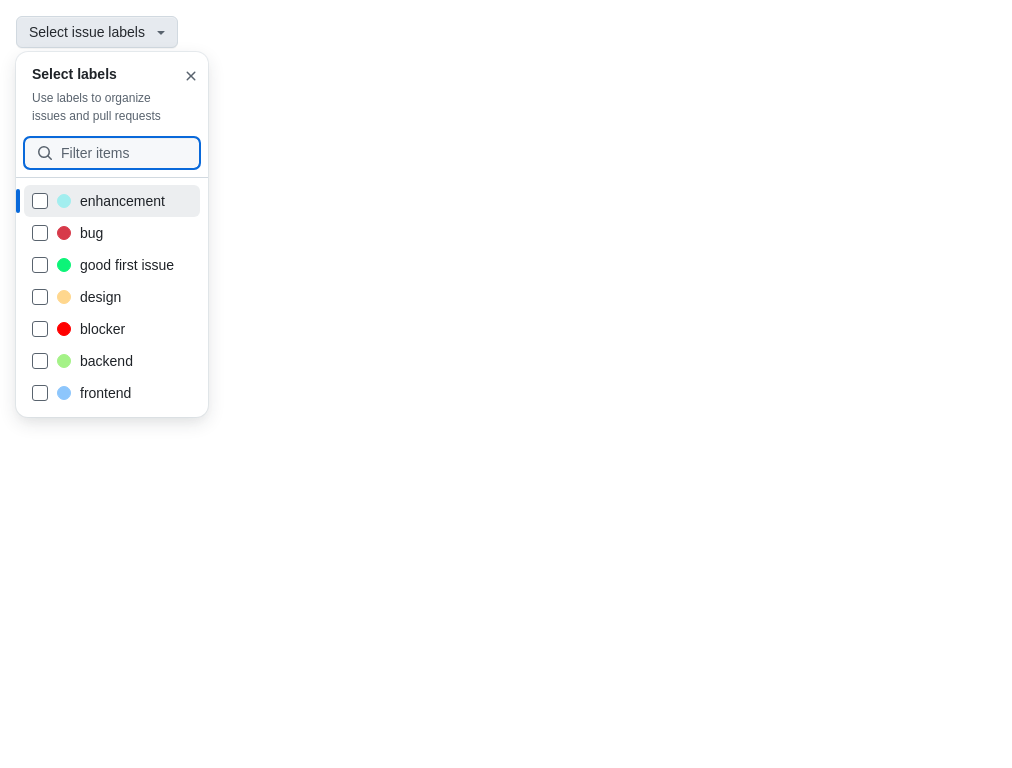 Select issue labels
Select labels
Use labels to organize
issues and pull requests
Filter items
enhancement
bug
good first issue
design
blocker
backend
frontend